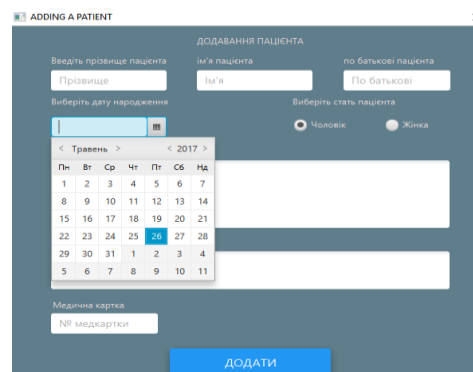 ADDING A PATIENT
ДОДАВАННЯ ПАЦІЄНТА
Введіть прізвище пацієнта ім'я пацієнта по батькові пацієнта
Прізвище Ім'я По батькові
Виберіть дату народження Виберіть стать пацієнта
Чоловік Жінка
< Травень > < 2017 >
Пн Вт Ср Чт Пт Сб Нд
1 2 3 4 5 6 7
8 9 10 11 12 13 14
15 16 17 18 19 20 21
22 23 24 25 26 27 28
29 30 31 1 2 3 4
5 6 7 8 9 10 11
Медична картка
№ медкартки
ДОДАТИ